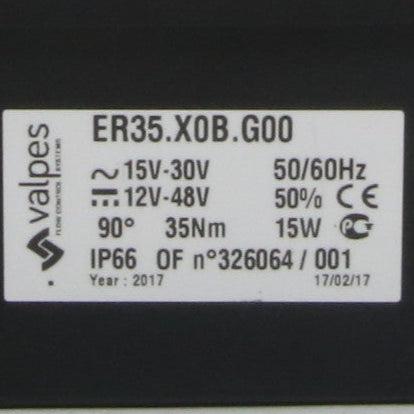 valpes
FLOW CONTROL SYSTEMS
ER35.X0B.G00
~ 15V-30V 50/60Hz
⎓ 12V-48V 50% CE
90° 35Nm 15W
IP66 OF n°326064 / 001
Year : 2017 17/02/17